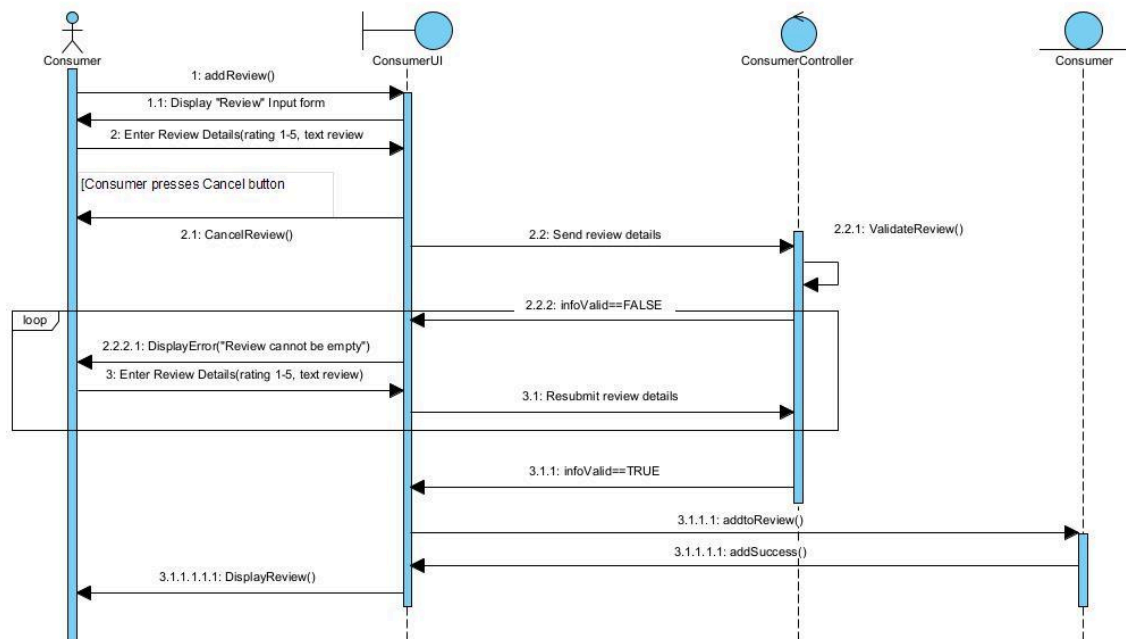 Consumer
ConsumerUI
ConsumerController
Consumer
1: addReview()
1.1: Display "Review" Input form
2: Enter Review Details(rating 1-5, text review
[Consumer presses Cancel button
2.1: CancelReview()
2.2: Send review details
2.2.1: ValidateReview()
2.2.2: infoValid==FALSE
loop
2.2.2.1: DisplayError("Review cannot be empty")
3: Enter Review Details(rating 1-5, text review)
3.1: Resubmit review details
3.1.1: infoValid==TRUE
3.1.1.1: addtoReview()
3.1.1.1.1: addSuccess()
3.1.1.1.1.1: DisplayReview()